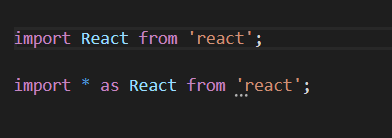 import React from 'react';
import * as React from 'react';